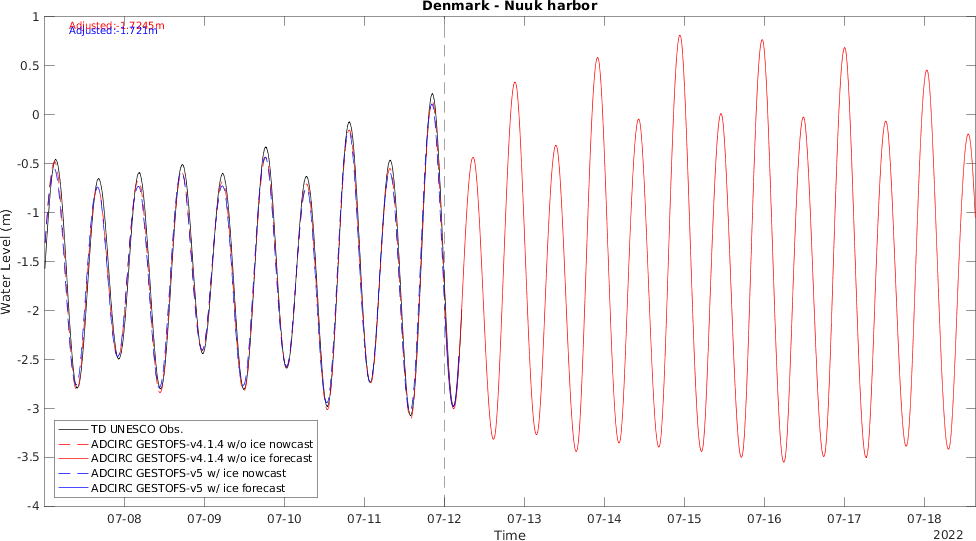 Denmark - Nuuk harbor
Adjusted:-1.7245m
Adjusted:-1.721m
1
0.5
0
-0.5
-1
-1.5
-2
-2.5
-3
-3.5
-4
Water Level (m)
TD UNESCO Obs.
ADCIRC GESTOFS-v4.1.4 w/o ice nowcast
ADCIRC GESTOFS-v4.1.4 w/o ice forecast
ADCIRC GESTOFS-v5 w/ ice nowcast
ADCIRC GESTOFS-v5 w/ ice forecast
07-08 07-09 07-10 07-11 07-12 07-13 07-14 07-15 07-16 07-17 07-18
Time
2022